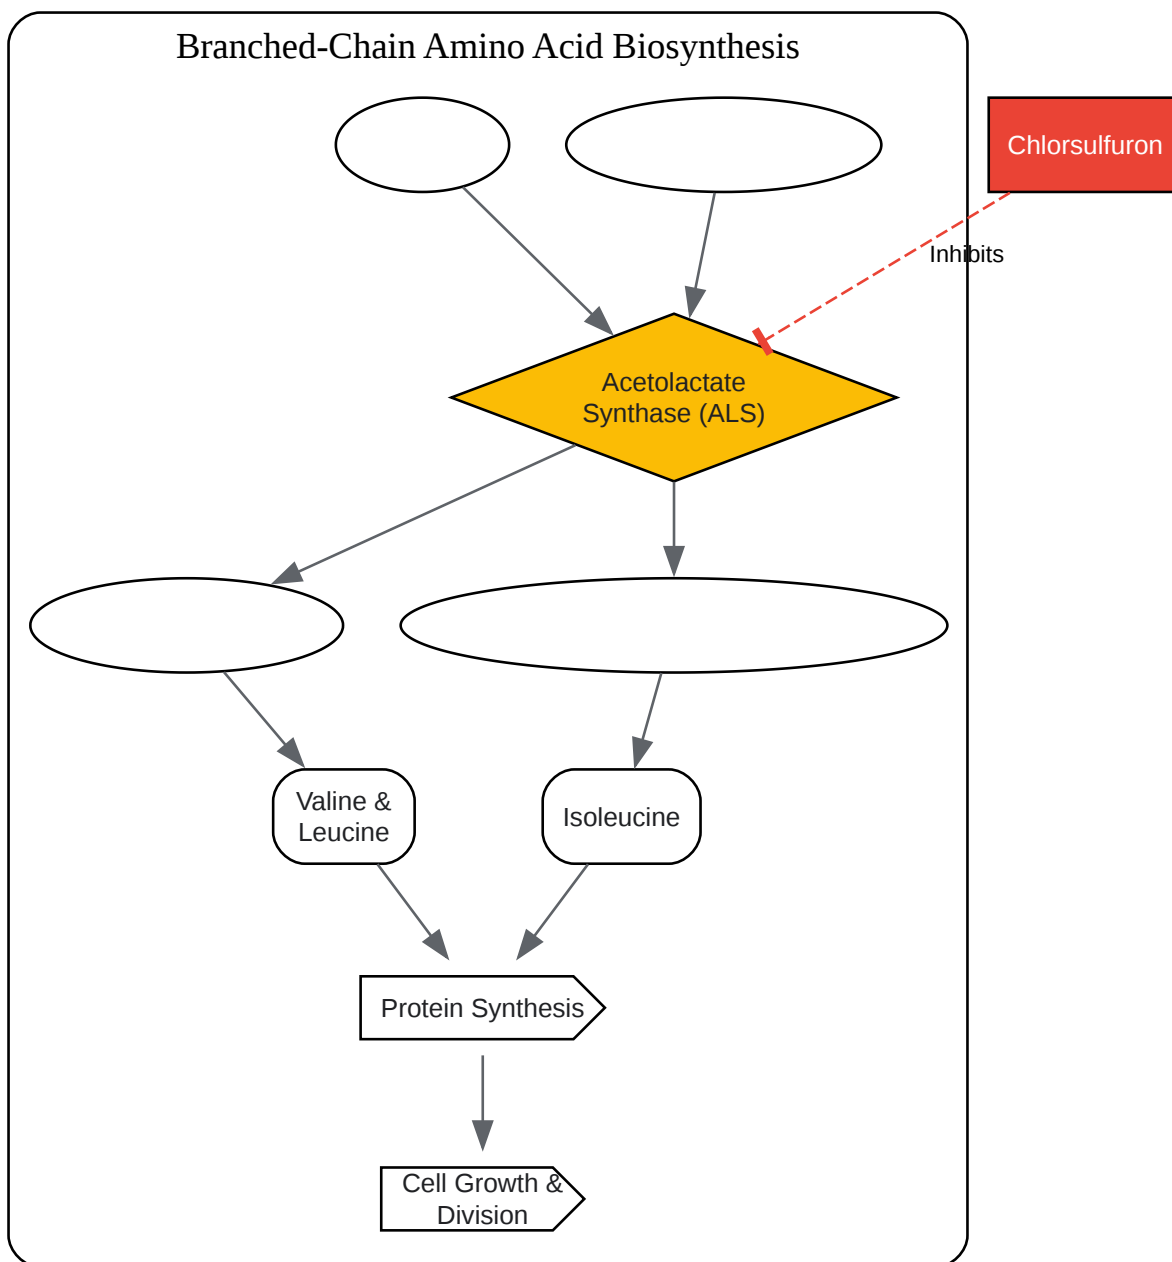 Branched-Chain Amino Acid Biosynthesis
Chlorsulfuron
Inhibits
Acetolactate
Synthase (ALS)
Valine &
Leucine
Isoleucine
Protein Synthesis
Cell Growth &
Division